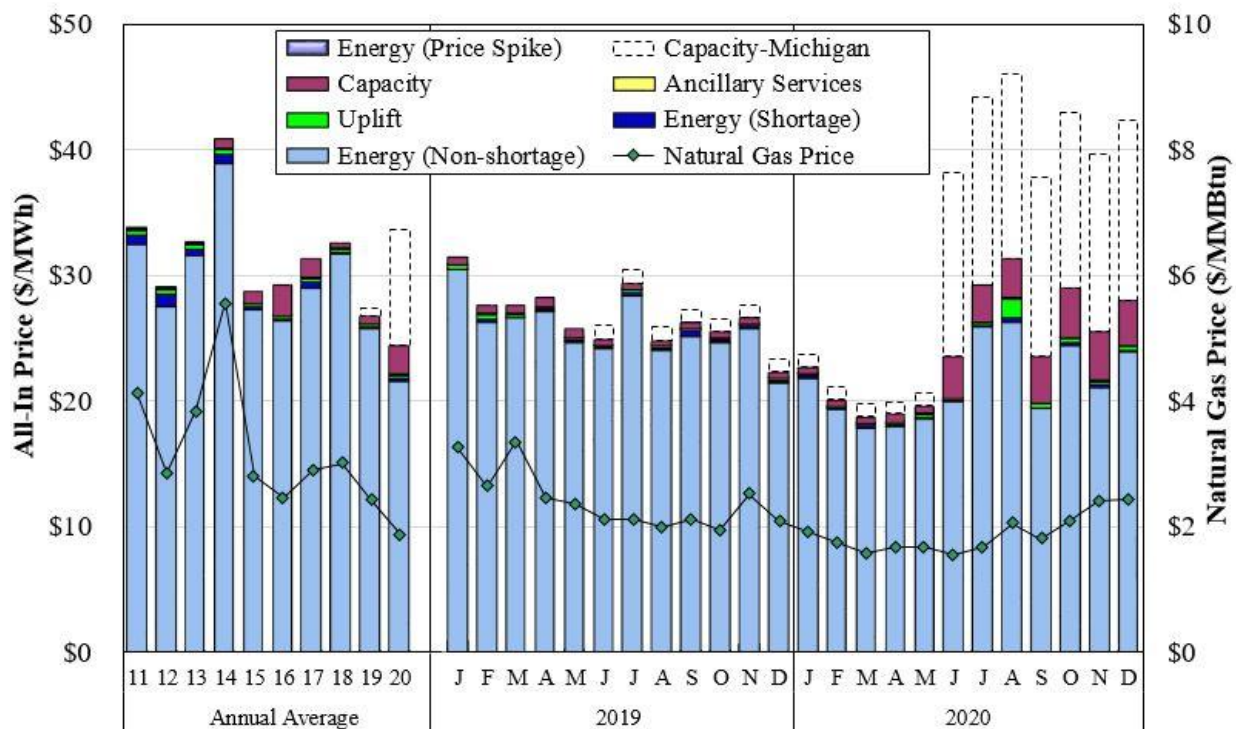 $50
$40
$30
$20
$10
$0
All-In Price ($/MWh)
Energy (Price Spike)
Capacity-Michigan
Capacity
Ancillary Services
Uplift
Energy (Shortage)
Energy (Non-shortage)
Natural Gas Price
$10
$8
$6
$4
$2
$0
Natural Gas Price ($/MMBtu)
11 12 13 14 15 16 17 18 19 20 J F M A M J J A S O N D J F M A M J J A S O N D
Annual Average 2019 2020